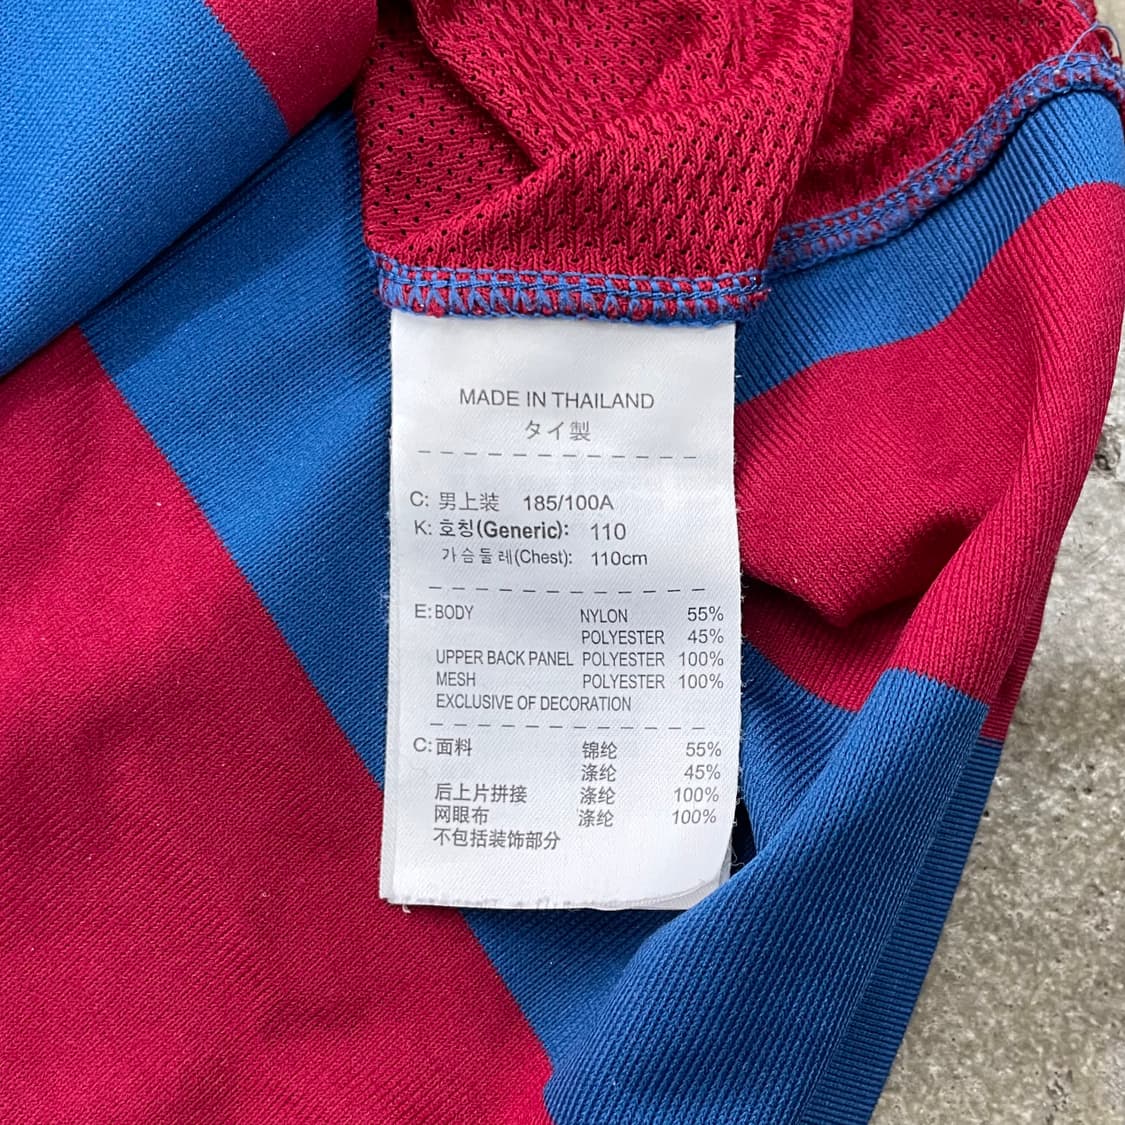 MADE IN THAILAND
タイ製
C: 男上装 185/100A
K: 호칭(Generic): 110
가슴둘레(Chest): 110cm
E: BODY NYLON 55%
POLYESTER 45%
UPPER BACK PANEL POLYESTER 100%
MESH POLYESTER 100%
EXCLUSIVE OF DECORATION
C: 面料 锦纶 55%
涤纶 45%
后上片拼接 涤纶 100%
网眼布 涤纶 100%
不包括装饰部分